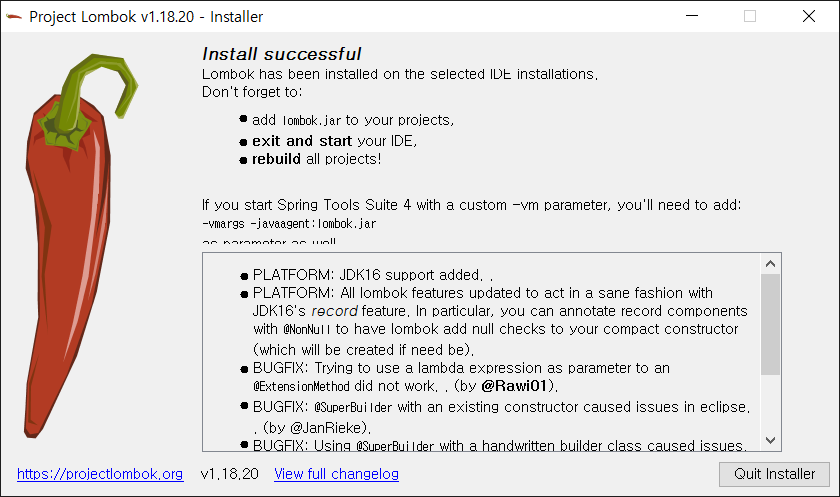 Project Lombok v1.18.20 - Installer
Install successful
Lombok has been installed on the selected IDE installations.
Don't forget to:
● add lombok.jar to your projects,
● exit and start your IDE,
● rebuild all projects!
If you start Spring Tools Suite 4 with a custom -vm parameter, you'll need to add:
-vmargs -javaagent:lombok.jar
as parameter as well.
● PLATFORM: JDK16 support added. .
● PLATFORM: All lombok features updated to act in a sane fashion with
JDK16's record feature. In particular, you can annotate record components
with @NonNull to have lombok add null checks to your compact constructor
(which will be created if need be).
● BUGFIX: Trying to use a lambda expression as parameter to an
@ExtensionMethod did not work. . (by @Rawi01).
● BUGFIX: @SuperBuilder with an existing constructor caused issues in eclipse.
. (by @JanRieke).
● BUGFIX: Using @SuperBuilder with a handwritten builder class caused issues.
https://projectlombok.org v1.18.20 View full changelog Quit Installer